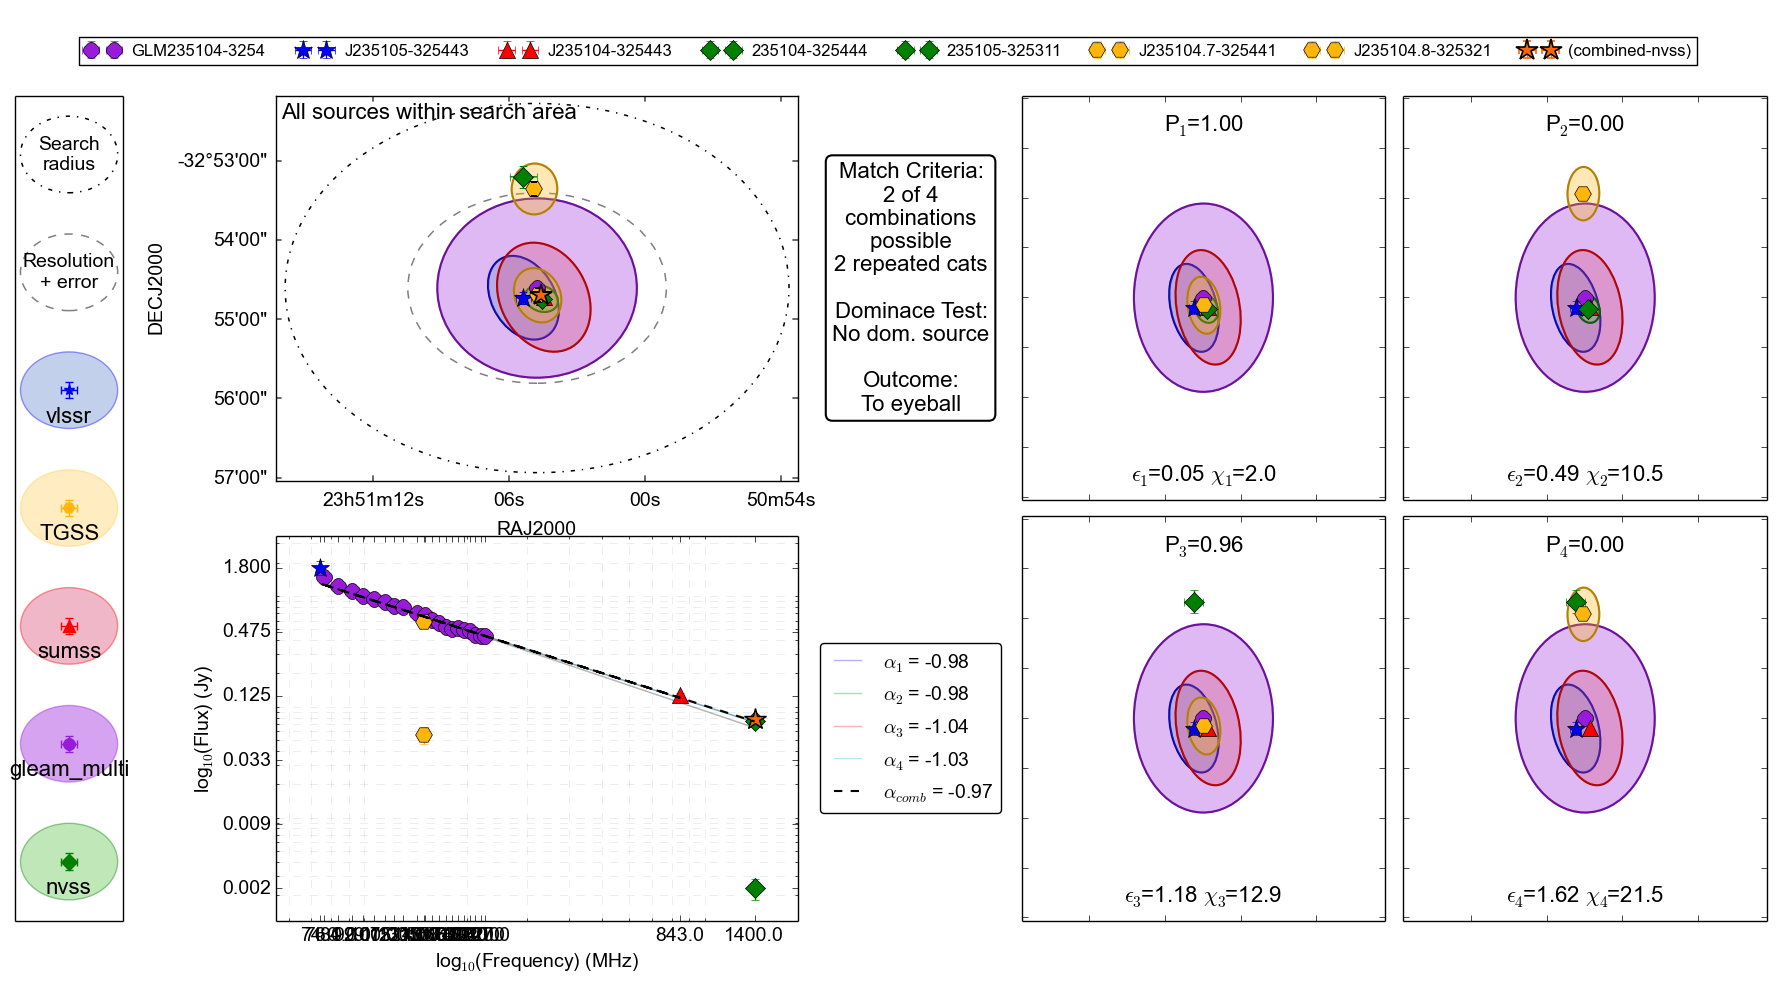 GLM235104-3254 J235105-325443 J235104-325443 235104-325444 235105-325311 J235104.7-325441 J235104.8-325321 (combined-nvss)
Search
radius
Resolution
+ error
vlssr
TGSS
sumss
gleam_multi
nvss
All sources within search area
DECJ2000
-32°53'00"
54'00"
55'00"
56'00"
57'00"
23h51m12s 06s 00s 50m54s
RAJ2000
Match Criteria:
2 of 4
combinations
possible
2 repeated cats
Dominace Test:
No dom. source
Outcome:
To eyeball
P₁=1.00
ϵ₁=0.05 χ₁=2.0
P₂=0.00
ϵ₂=0.49 χ₂=10.5
log₁₀(Flux) (Jy)
1.800
0.475
0.125
0.033
0.009
0.002
843.0 1400.0
log₁₀(Frequency) (MHz)
α₁ = -0.98
α₂ = -0.98
α₃ = -1.04
α₄ = -1.03
α_comb = -0.97
P₃=0.96
ϵ₃=1.18 χ₃=12.9
P₄=0.00
ϵ₄=1.62 χ₄=21.5